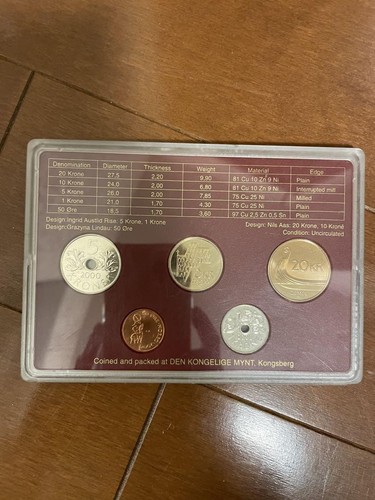 Denomination Diameter Thickness Weight Material Edge
20 Krone 27,5 2,20 9,90 81 Cu 10 Zn 9 Ni Plain
10 Krone 24,0 2,00 6,80 81 Cu 10 Zn 9 Ni Interrupted mill
5 Krone 26,0 2,00 7,85 75 Cu 25 Ni Milled
1 Krone 21,0 1,70 4,30 75 Cu 25 Ni Plain
50 Øre 18,5 1,70 3,60 97 Cu 2,5 Zn 0,5 Sn Plain
Design:Ingrid Austlid Rise: 5 Krone, 1 Krone
Design:Grazyna Lindau: 50 Øre
Design: Nils Aas: 20 Krone, 10 Krone
Condition: Uncirculated
5
2000
KRONER
20 KR
Coined and packed at DEN KONGELIGE MYNT, Kongsberg